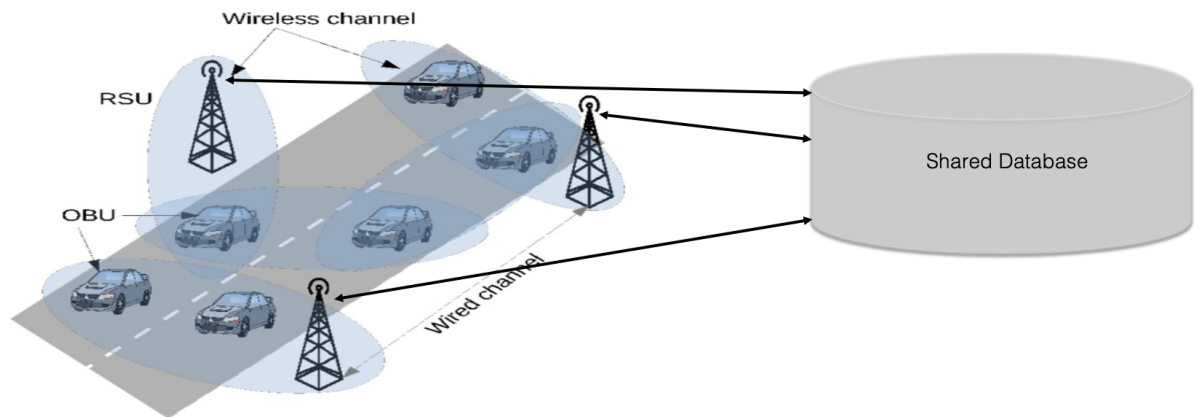 Wireless channel
RSU
Shared Database
OBU
Wired channel